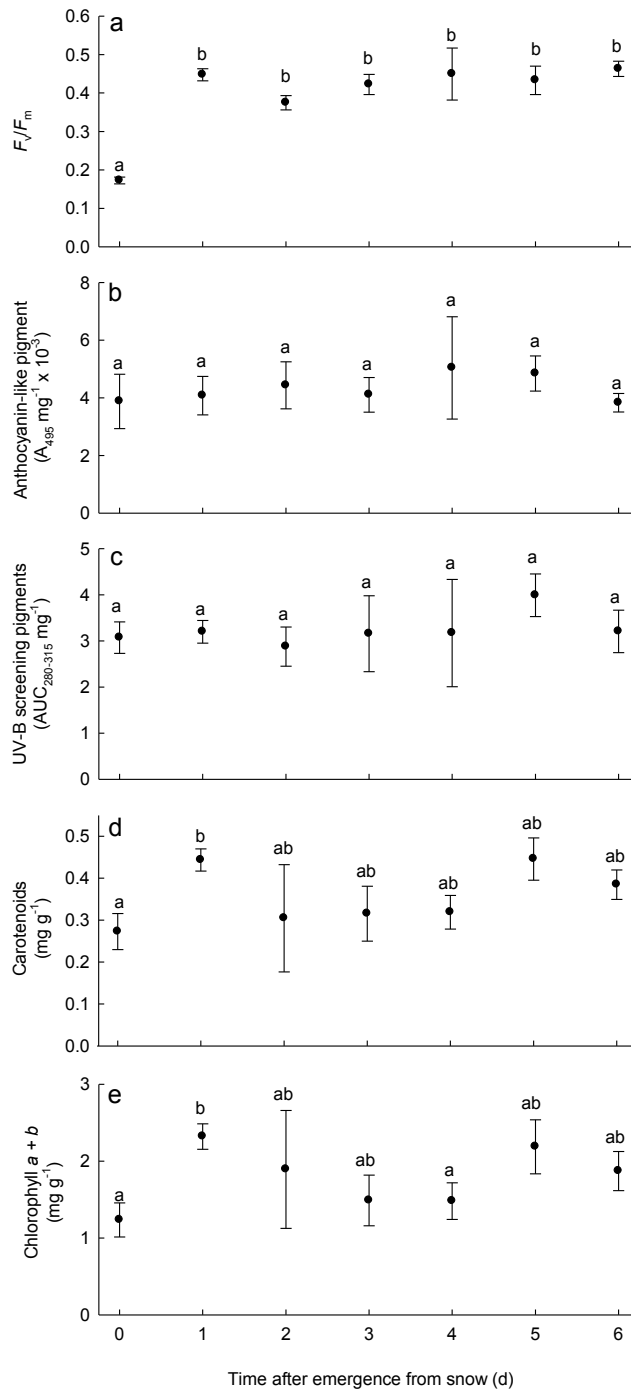 a
0.6
0.5
0.4
0.3
0.2
0.1
0.0
Fv/Fm
a b b b b b b
b
8
6
4
2
0
Anthocyanin-like pigment
(A495 mg-1 x 10-3)
a a a a a a a
c
5
4
3
2
1
0
UV-B screening pigments
(AUC280-315 mg-1)
a a a a a a a
d
0.5
0.4
0.3
0.2
0.1
0.0
Carotenoids
(mg g-1)
a b ab ab ab ab ab
e
3
2
1
0
Chlorophyll a + b
(mg g-1)
a b ab ab a ab ab
0 1 2 3 4 5 6
Time after emergence from snow (d)